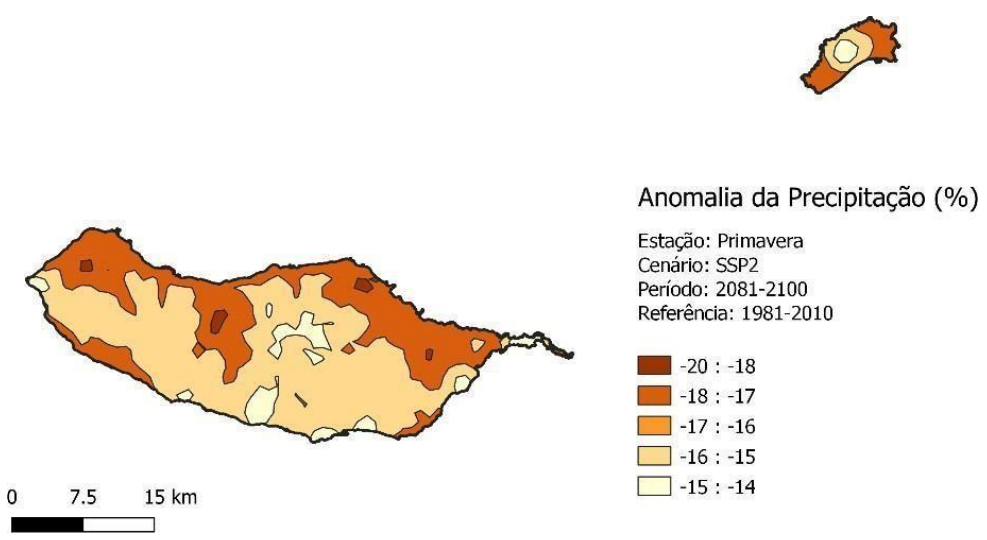 Anomalia da Precipitação (%)
Estação: Primavera
Cenário: SSP2
Período: 2081-2100
Referência: 1981-2010
-20 : -18
-18 : -17
-17 : -16
-16 : -15
-15 : -14
0 7.5 15 km